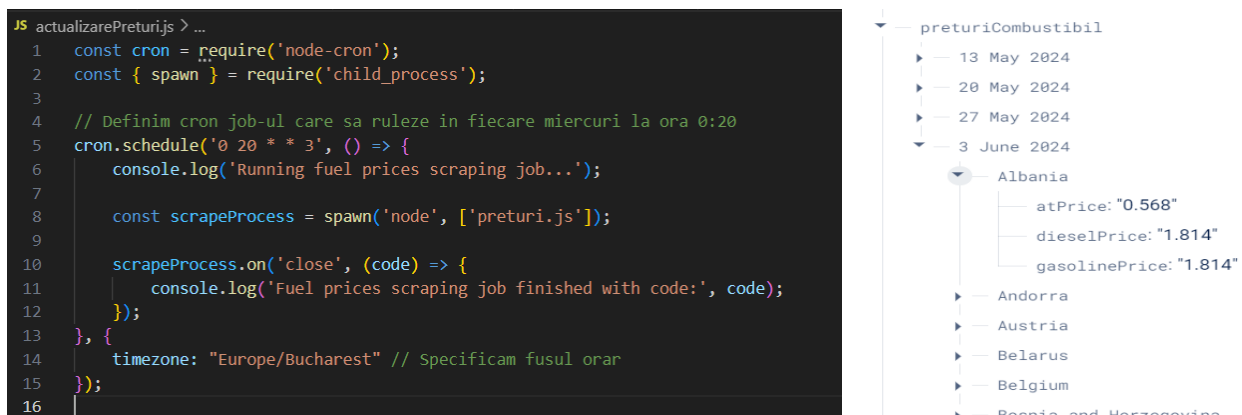 JS actualizarePreturi.js > ...
1 const cron = require('node-cron');
2 const { spawn } = require('child_process');
3
4 // Definim cron job-ul care sa ruleze in fiecare miercuri la ora 0:20
5 cron.schedule('0 20 * * 3', () => {
6 console.log('Running fuel prices scraping job...');
7
8 const scrapeProcess = spawn('node', ['preturi.js']);
9
10 scrapeProcess.on('close', (code) => {
11 console.log('Fuel prices scraping job finished with code:', code);
12 });
13 }, {
14 timezone: "Europe/Bucharest" // Specificam fusul orar
15 });
16
preturiCombustibil
13 May 2024
20 May 2024
27 May 2024
3 June 2024
Albania
atPrice: "0.568"
dieselPrice: "1.814"
gasolinePrice: "1.814"
Andorra
Austria
Belarus
Belgium
Bosnia and Herzegovina